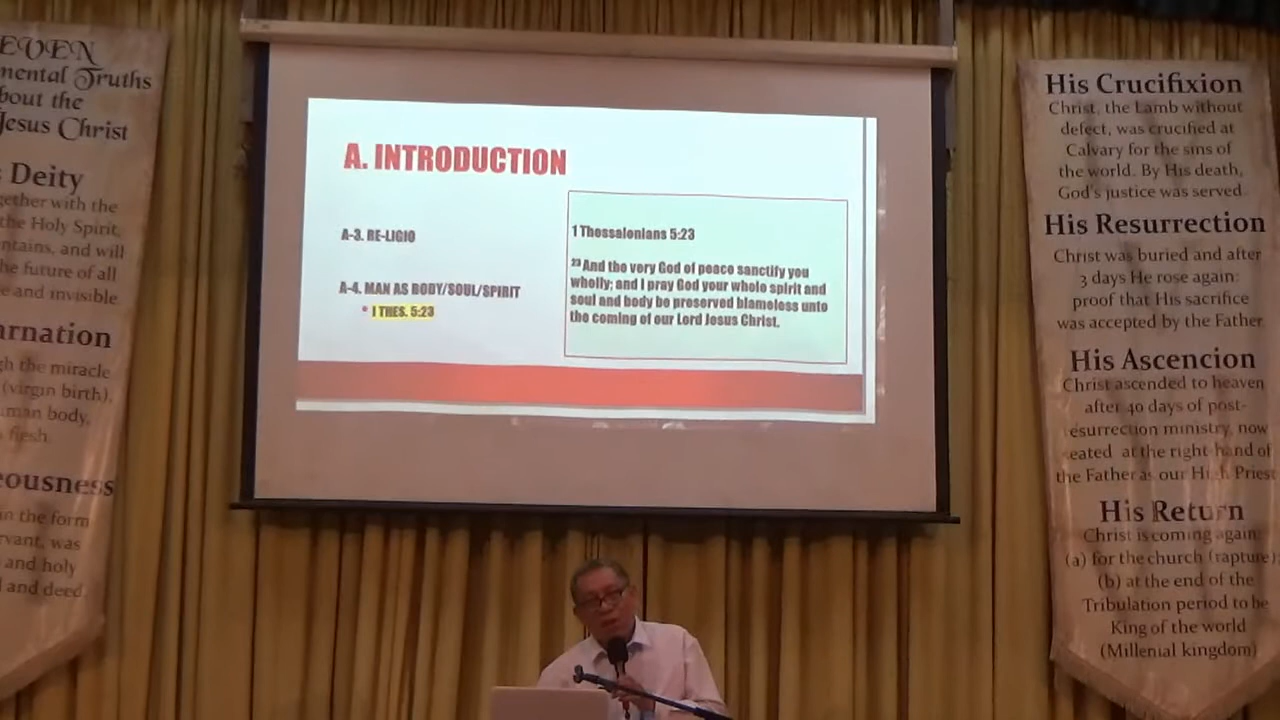 EVEN
mental Truths
bout the
Jesus Christ
Deity
gether with the
the Holy Spirit,
ntains, and will
he future of all
e and invisible
arnation
gh the miracle
(virgin birth),
uman body,
flesh.
eousness
in the form
rvant, was
and holy
and deed.
A. INTRODUCTION
A-3. RE-LIGIO
A-4. MAN AS BODY/SOUL/SPIRIT
• I THES. 5:23
1 Thessalonians 5:23
23 And the very God of peace sanctify you
wholly; and I pray God your whole spirit and
soul and body be preserved blameless unto
the coming of our Lord Jesus Christ.
His Crucifixion
Christ, the Lamb without
defect, was crucified at
Calvary for the sins of
the world. By His death,
God's justice was served.
His Resurrection
Christ was buried and after
3 days He rose again:
proof that His sacrifice
was accepted by the Father.
His Ascencion
Christ ascended to heaven
after 40 days of post-
resurrection ministry, now
seated at the right-hand of
the Father as our High Priest
His Return
Christ is coming again:
(a) for the church (rapture);
(b) at the end of the
Tribulation period to be
King of the world
(Millenial kingdom)